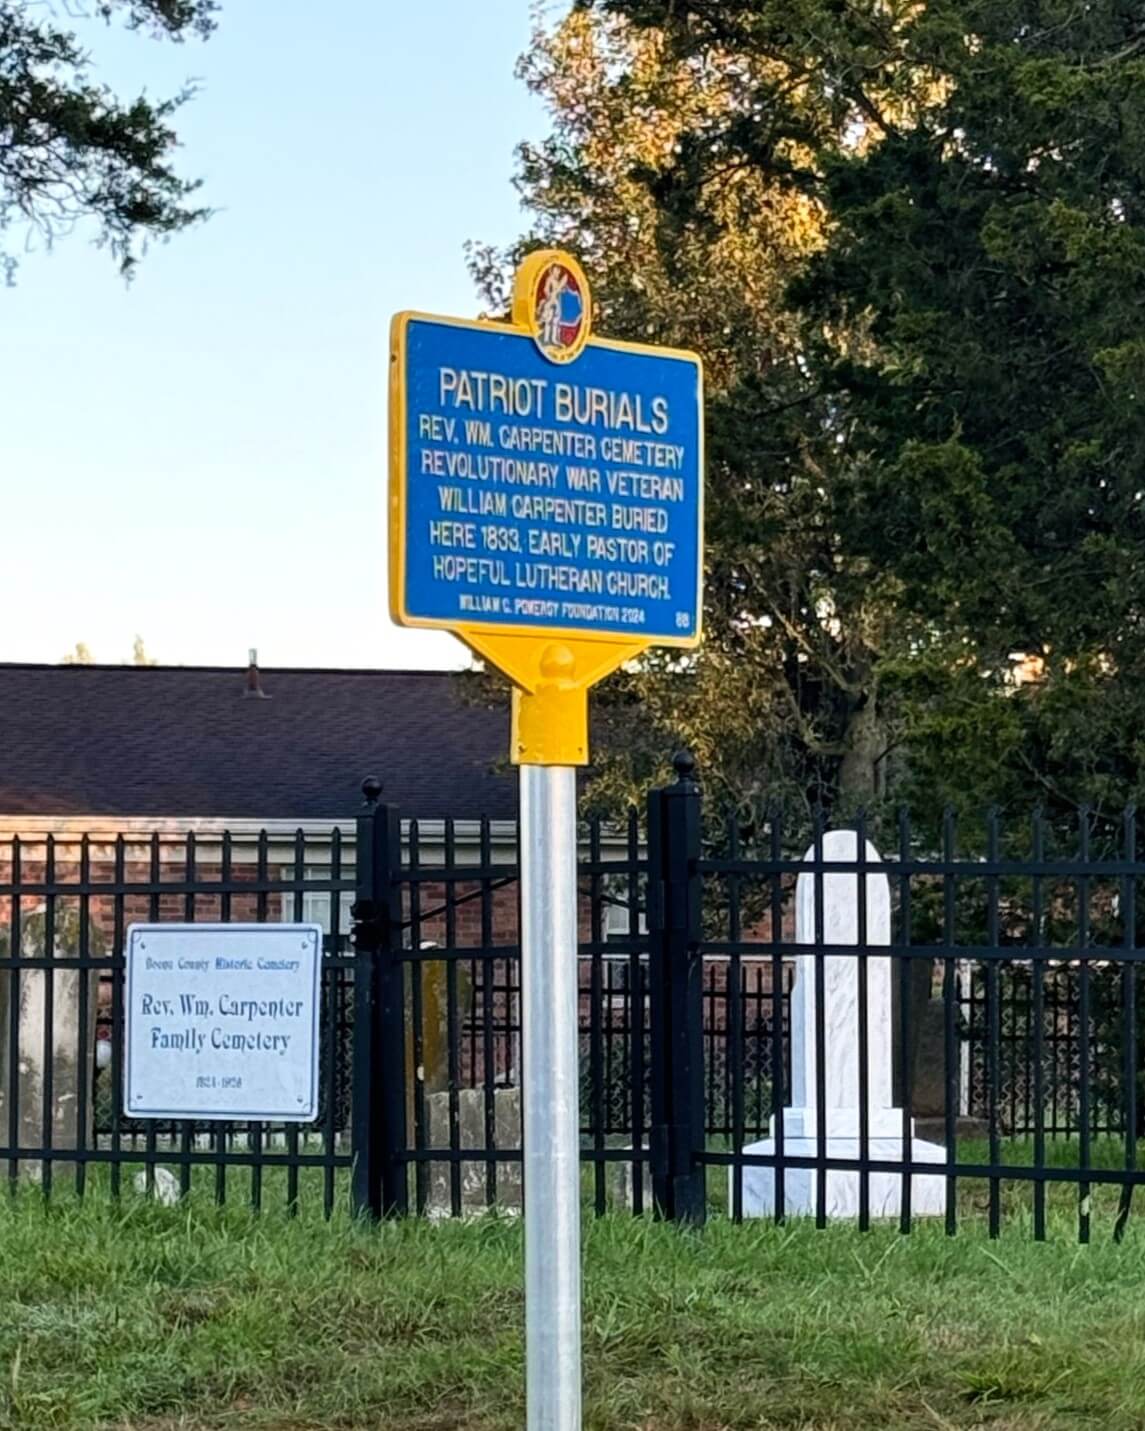 PATRIOT BURIALS
REV. WM. CARPENTER CEMETERY
REVOLUTIONARY WAR VETERAN
WILLIAM CARPENTER BURIED
HERE 1833, EARLY PASTOR OF
HOPEFUL LUTHERAN CHURCH.
WILLIAM G. POMEROY FOUNDATION 2024 88
Boone County Historic Cemetery
Rev. Wm. Carpenter
Family Cemetery